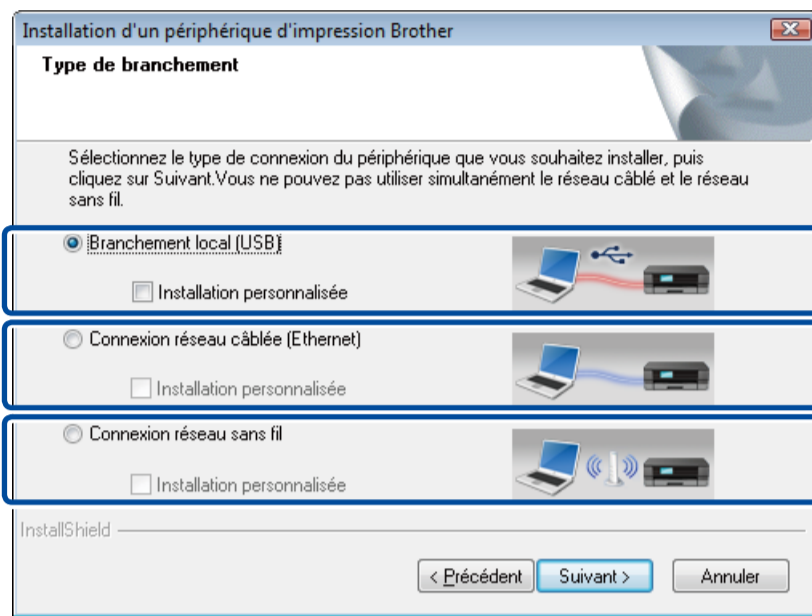 Installation d'un périphérique d'impression Brother
Type de branchement
Sélectionnez le type de connexion du périphérique que vous souhaitez installer, puis
cliquez sur Suivant.Vous ne pouvez pas utiliser simultanément le réseau câblé et le réseau
sans fil.
Branchement local (USB)
Installation personnalisée
Connexion réseau câblée (Ethernet)
Installation personnalisée
Connexion réseau sans fil
Installation personnalisée
InstallShield
< Précédent Suivant > Annuler